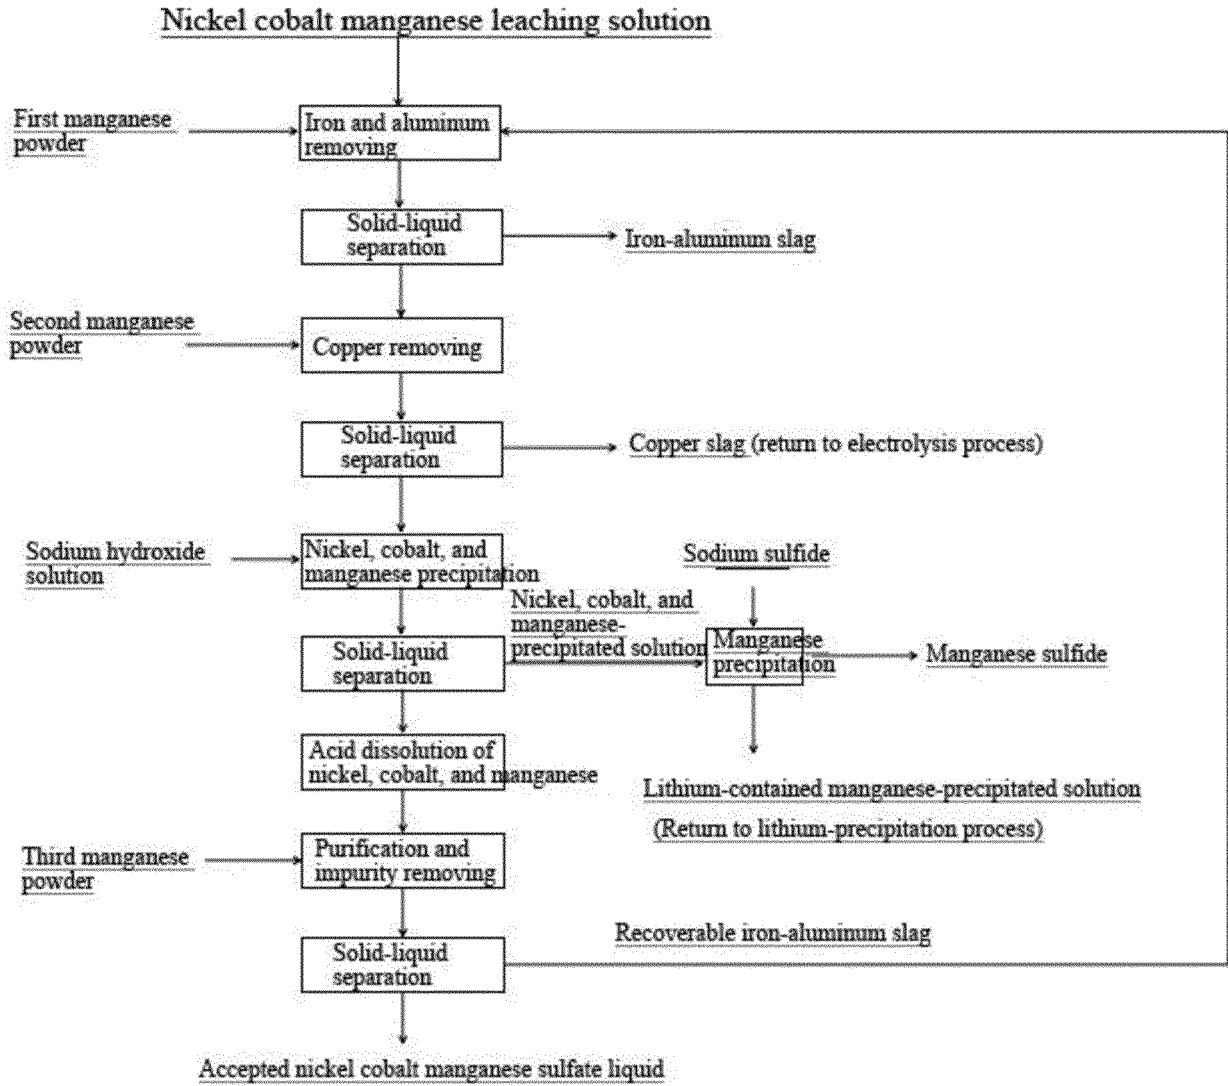 Nickel cobalt manganese leaching solution
First manganese
powder
Iron and aluminum
removing
Solid-liquid
separation
Iron-aluminum slag
Second manganese
powder
Copper removing
Solid-liquid
separation
Copper slag (return to electrolysis process)
Sodium hydroxide
solution
Nickel, cobalt, and
manganese precipitation
Sodium sulfide
Nickel, cobalt, and
manganese-
precipitated solution
Solid-liquid
separation
Manganese
precipitation
Manganese sulfide
Acid dissolution of
nickel, cobalt, and manganese
Lithium-contained manganese-precipitated solution
(Return to lithium-precipitation process)
Third manganese
powder
Purification and
impurity removing
Recoverable iron-aluminum slag
Solid-liquid
separation
Accepted nickel cobalt manganese sulfate liquid